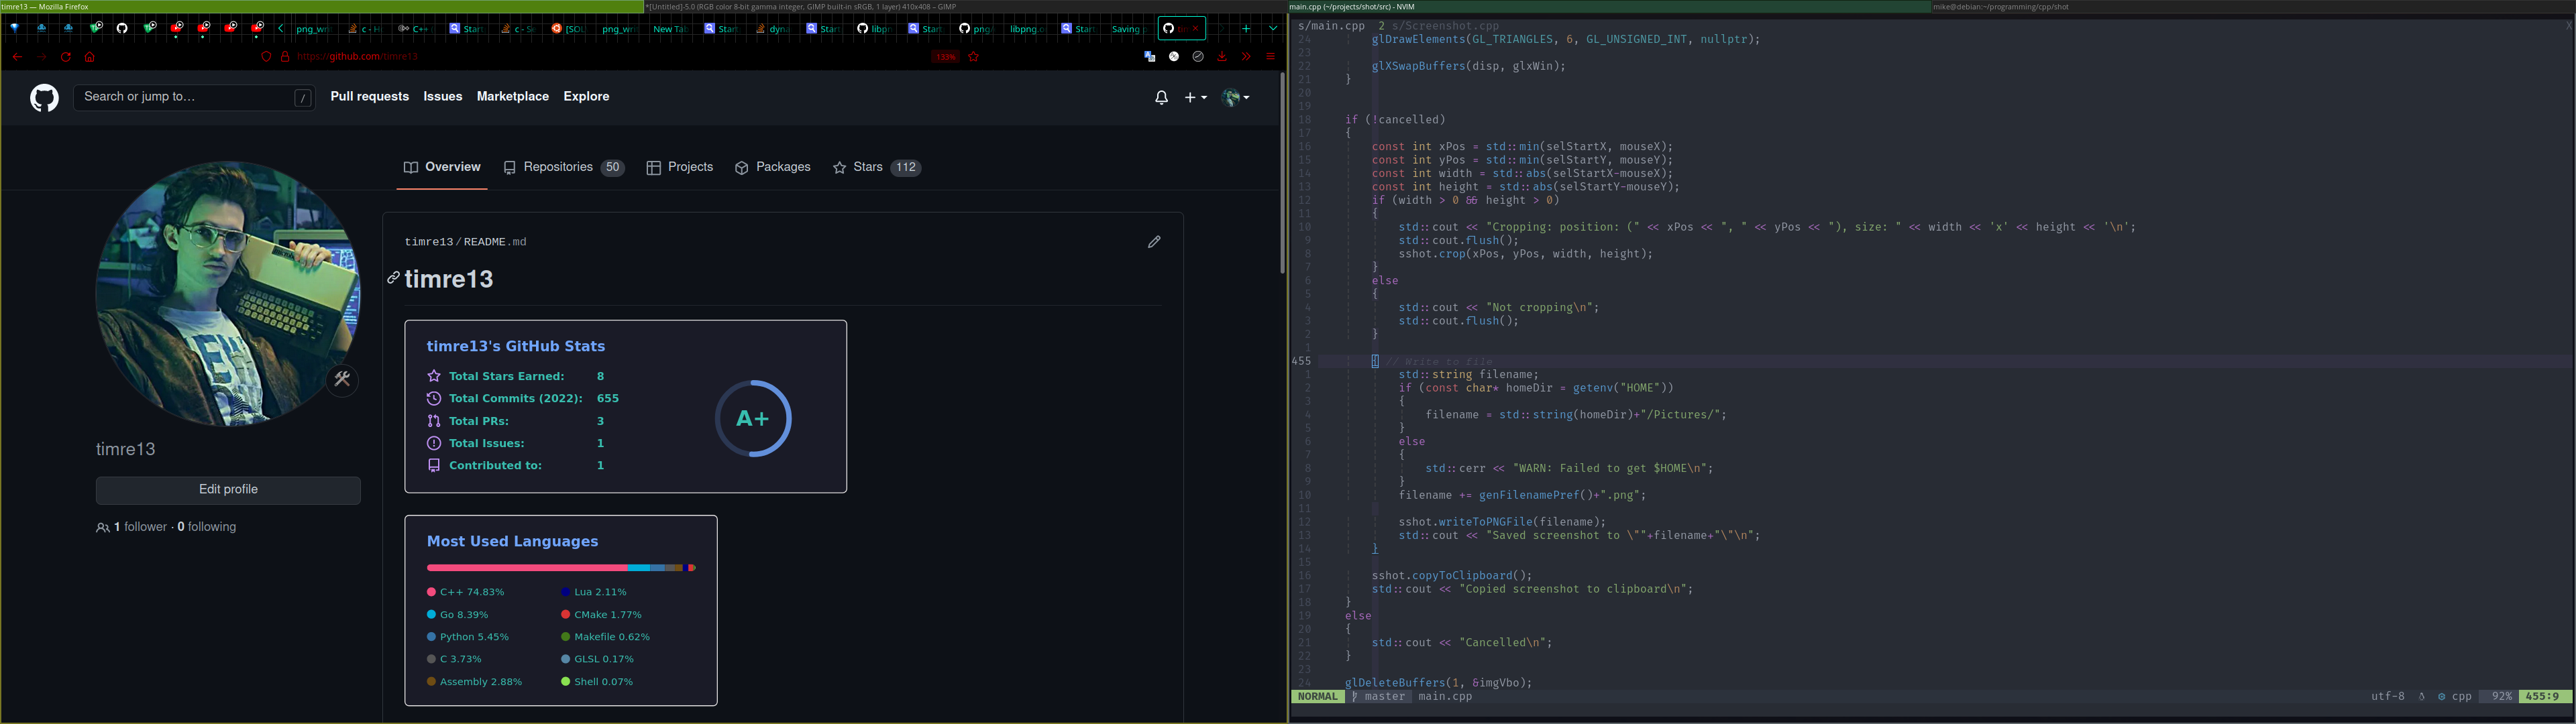 timre13 — Mozilla Firefox
*[Untitled]-5.0 (RGB color 8-bit gamma integer, GIMP built-in sRGB, 1 layer) 410x408 – GIMP
png_wri c - H C++ Star c - Se [SOL png_wri New Tab Star dyna Star libpn Star png/ libpng.o Star Saving
https://github.com/timre13 133%
Search or jump to… / Pull requests Issues Marketplace Explore
Overview Repositories 50 Projects Packages Stars 112
timre13
Edit profile
1 follower · 0 following
timre13/README.md
timre13
timre13's GitHub Stats
Total Stars Earned: 8
Total Commits (2022): 655
Total PRs: 3
Total Issues: 1
Contributed to: 1
A+
Most Used Languages
C++ 74.83%
Go 8.39%
Python 5.45%
C 3.73%
Assembly 2.88%
Lua 2.11%
CMake 1.77%
Makefile 0.62%
GLSL 0.17%
Shell 0.07%
main.cpp (~/projects/shot/src) - NVIM
mike@debian:~/programming/cpp/shot
s/main.cpp 2 s/Screenshot.cpp X
24 glDrawElements(GL_TRIANGLES, 6, GL_UNSIGNED_INT, nullptr);
23
22 glXSwapBuffers(disp, glxWin);
21 }
20
19
18 if (!cancelled)
17 {
16 const int xPos = std::min(selStartX, mouseX);
15 const int yPos = std::min(selStartY, mouseY);
14 const int width = std::abs(selStartX-mouseX);
13 const int height = std::abs(selStartY-mouseY);
12 if (width > 0 && height > 0)
11 {
10 std::cout << "Cropping: position: (" << xPos << ", " << yPos << "), size: " << width << 'x' << height << '\n';
9 std::cout.flush();
8 sshot.crop(xPos, yPos, width, height);
7 }
6 else
5 {
4 std::cout << "Not cropping\n";
3 std::cout.flush();
2 }
1
455 { // Write to file
1 std::string filename;
2 if (const char* homeDir = getenv("HOME"))
3 {
4 filename = std::string(homeDir)+"/Pictures/";
5 }
6 else
7 {
8 std::cerr << "WARN: Failed to get $HOME\n";
9 }
10 filename += genFilenamePref()+".png";
11
12 sshot.writeToPNGFile(filename);
13 std::cout << "Saved screenshot to \""+filename+"\"\n";
14 }
15
16 sshot.copyToClipboard();
17 std::cout << "Copied screenshot to clipboard\n";
18 }
19 else
20 {
21 std::cout << "Cancelled\n";
22 }
23
24 glDeleteBuffers(1, &imgVbo);
NORMAL master main.cpp utf-8 cpp 92% 455:9